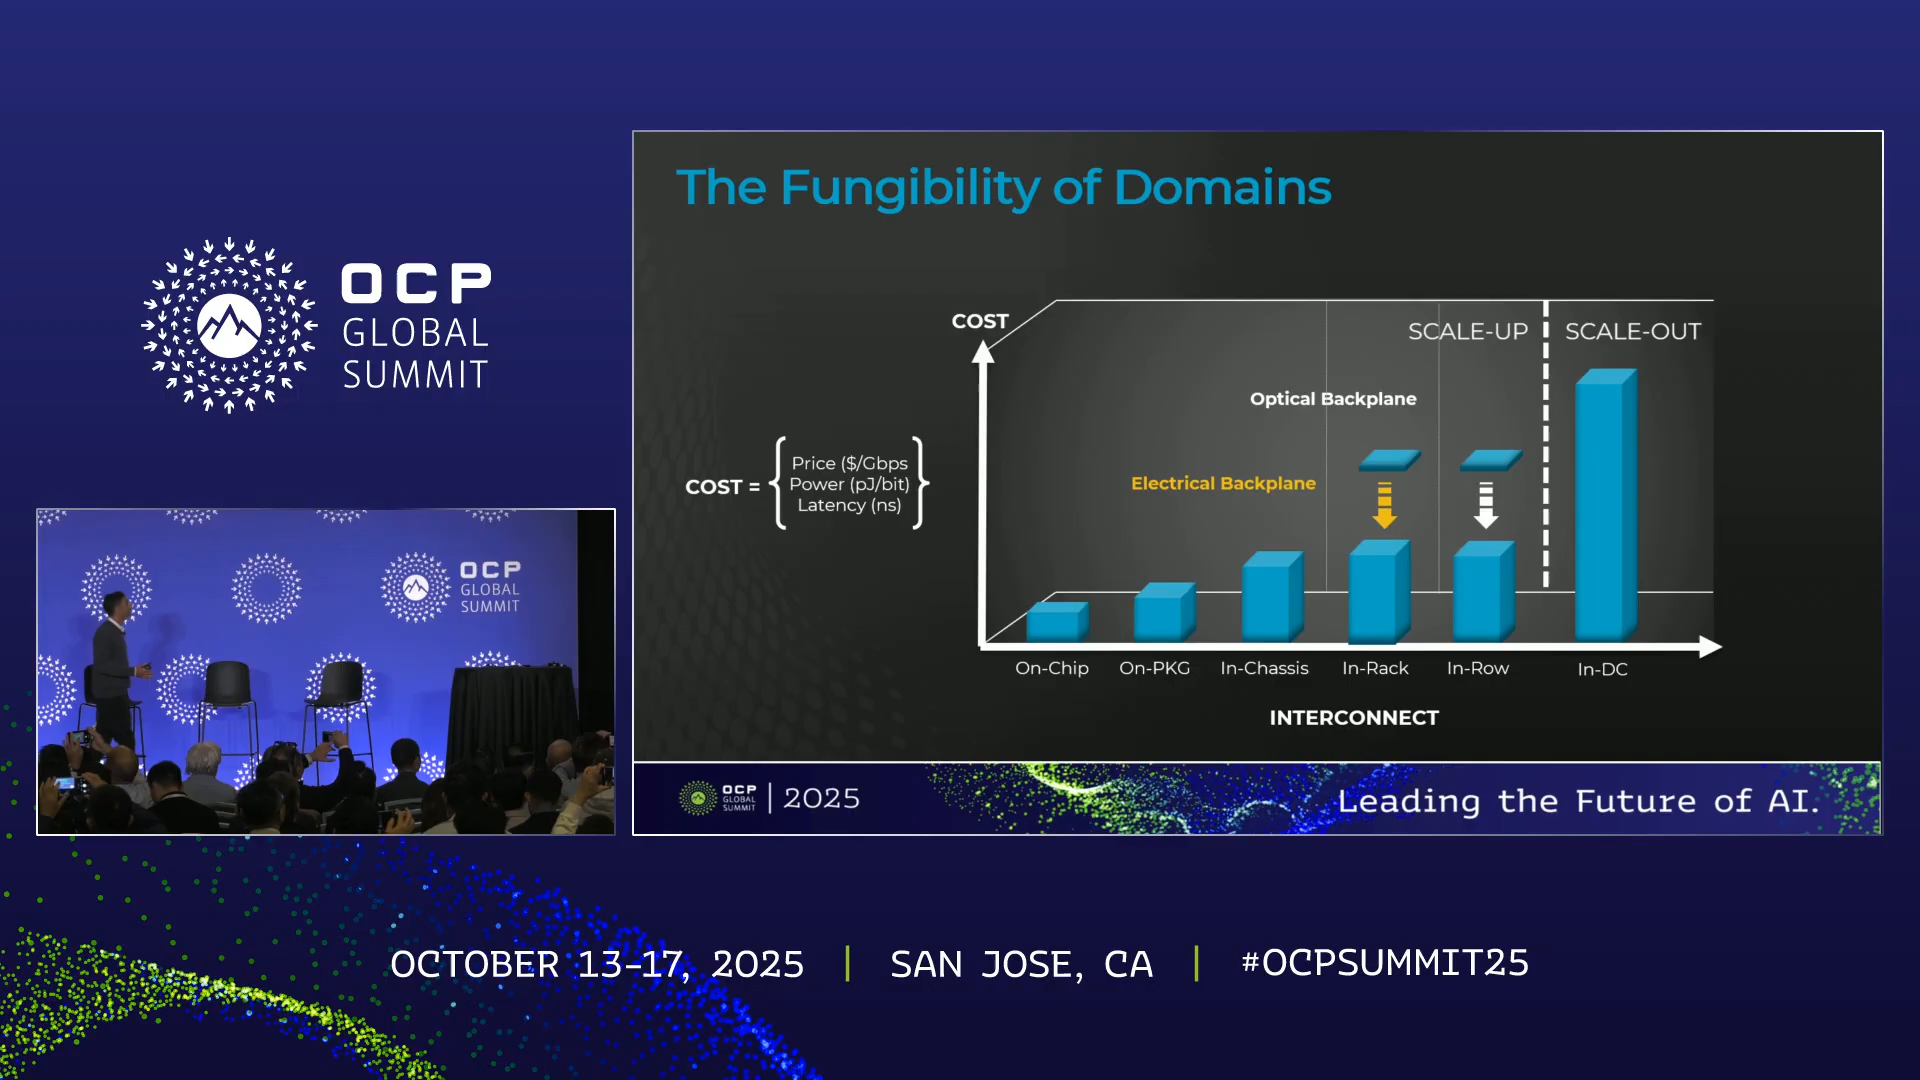 The Fungibility of Domains
OCP
GLOBAL
SUMMIT
COST
SCALE-UP
SCALE-OUT
Optical Backplane
Price ($/Gbps
COST =
Power (pJ/bit)
Latency (ns)
Electrical Backplane
OCP
GLOBAL
SUMMIT
On-Chip
On-PKG
In-Chassis
In-Rack
In-Row
In-DC
INTERCONNECT
OCP
GLOBAL
SUMMIT
2025
Leading the Future of AI.
OCTOBER 13-17, 2025 | SAN JOSE, CA | #OCPSUMMIT25